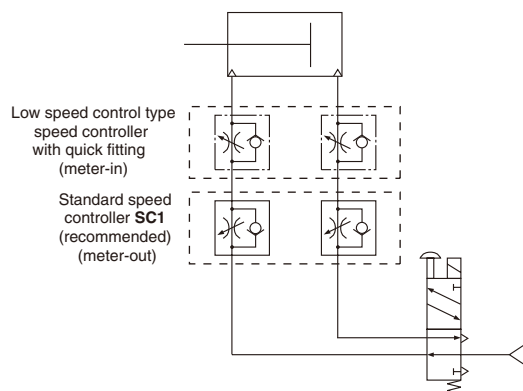 Low speed control type
speed controller
with quick fitting
(meter-in)
Standard speed
controller SC1
(recommended)
(meter-out)